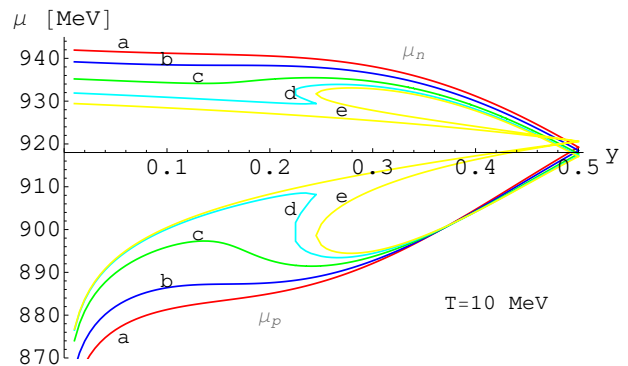 μ [MeV]
a
μn
940
b
c
930
d
e
920
0.1 0.2 0.3 0.4 0.5 y
910
d e
900
c
890
b
880
T=10 MeV
μp
a
870